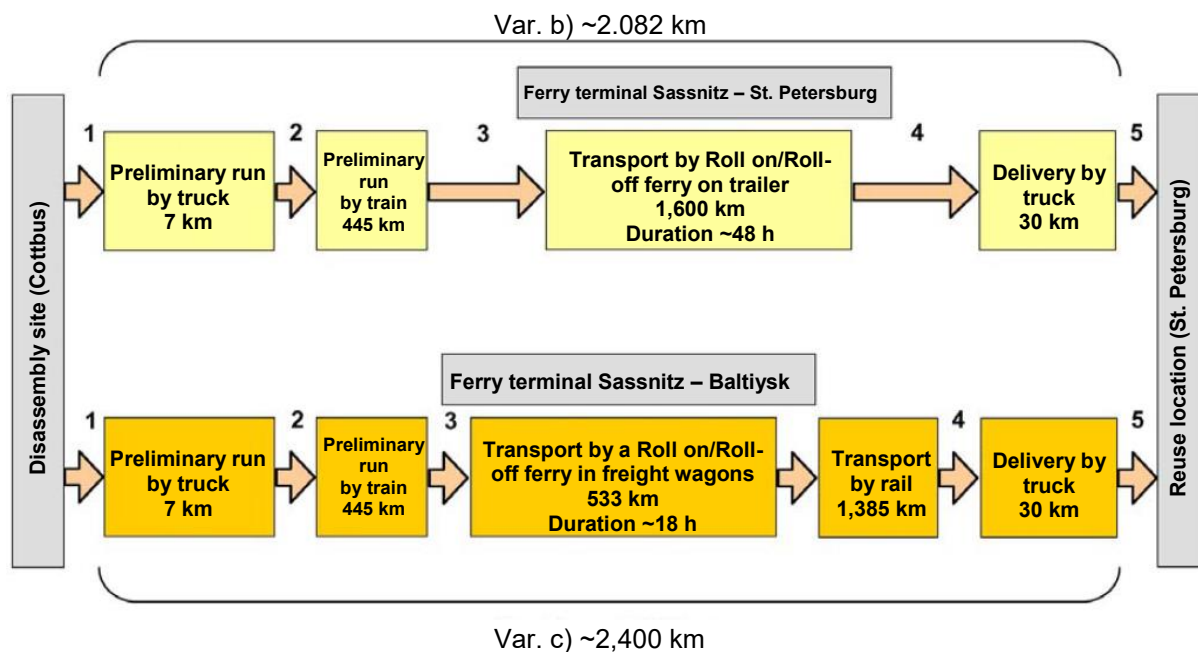 Var. b) ~2.082 km
Disassembly site (Cottbus)
Ferry terminal Sassnitz – St. Petersburg
1
Preliminary run
by truck
7 km
2
Preliminary
run
by train
445 km
3
Transport by Roll on/Roll-
off ferry on trailer
1,600 km
Duration ~48 h
4
Delivery by
truck
30 km
5
Reuse location (St. Petersburg)
Ferry terminal Sassnitz – Baltiysk
1
Preliminary run
by truck
7 km
2
Preliminary
run
by train
445 km
3
Transport by a Roll on/Roll-
off ferry in freight wagons
533 km
Duration ~18 h
Transport
by rail
1,385 km
4
Delivery by
truck
30 km
5
Var. c) ~2,400 km